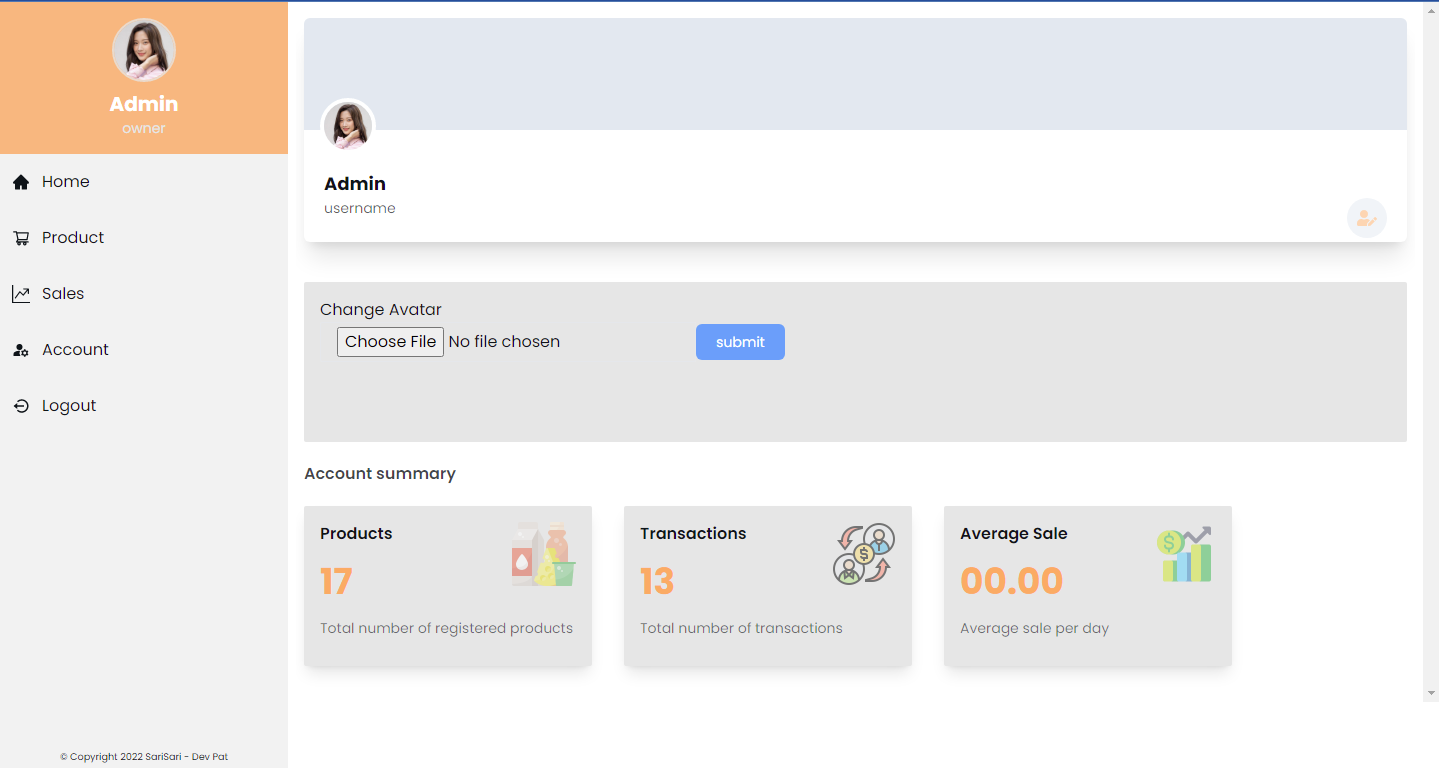 Admin
owner
Home
Product
Sales
Account
Logout
© Copyright 2022 SariSari - Dev Pat
Admin
username
Change Avatar
Choose File No file chosen
submit
Account summary
Products
17
Total number of registered products
Transactions
13
Total number of transactions
Average Sale
00.00
Average sale per day